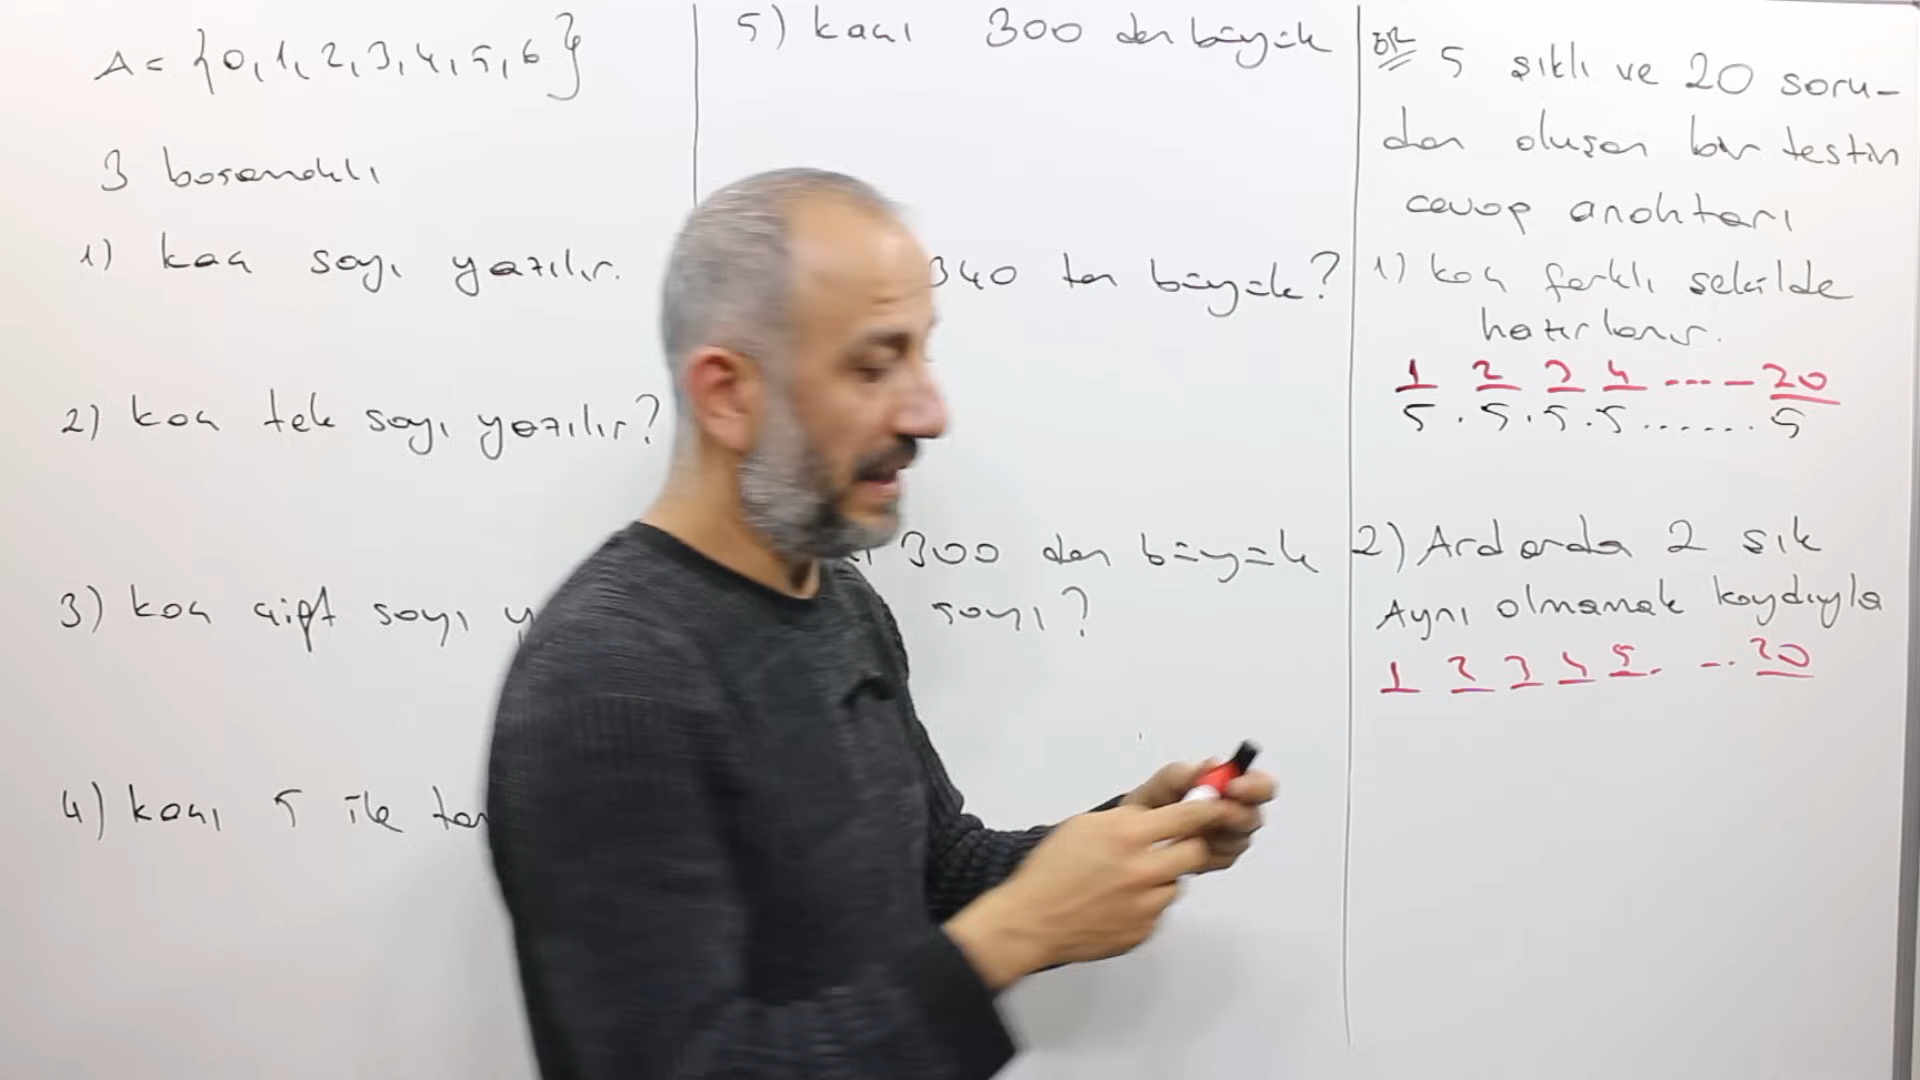 A = {0, 1, 2, 3, 4, 5, 6}
3 basamaklı
1) kaç sayı yazılır.
2) kaç tek sayı yazılır?
3) kaç çift sayı y
4) kaçı 5 ile ta
5) kaçı 300 den büyük
340 tan büyük?
300 den büyük
sayı?
ÖR 5 şıklı ve 20 soru-
dan oluşan bir testin
cevap anahtarı
1) kaç farklı şekilde
hazırlanır.
1 2 3 4 ---- 20
5 . 5 . 5 . 5 ...... 5
2) Ard arda 2 şık
Aynı olmamak kaydıyla
1 2 3 4 5. -.. 20